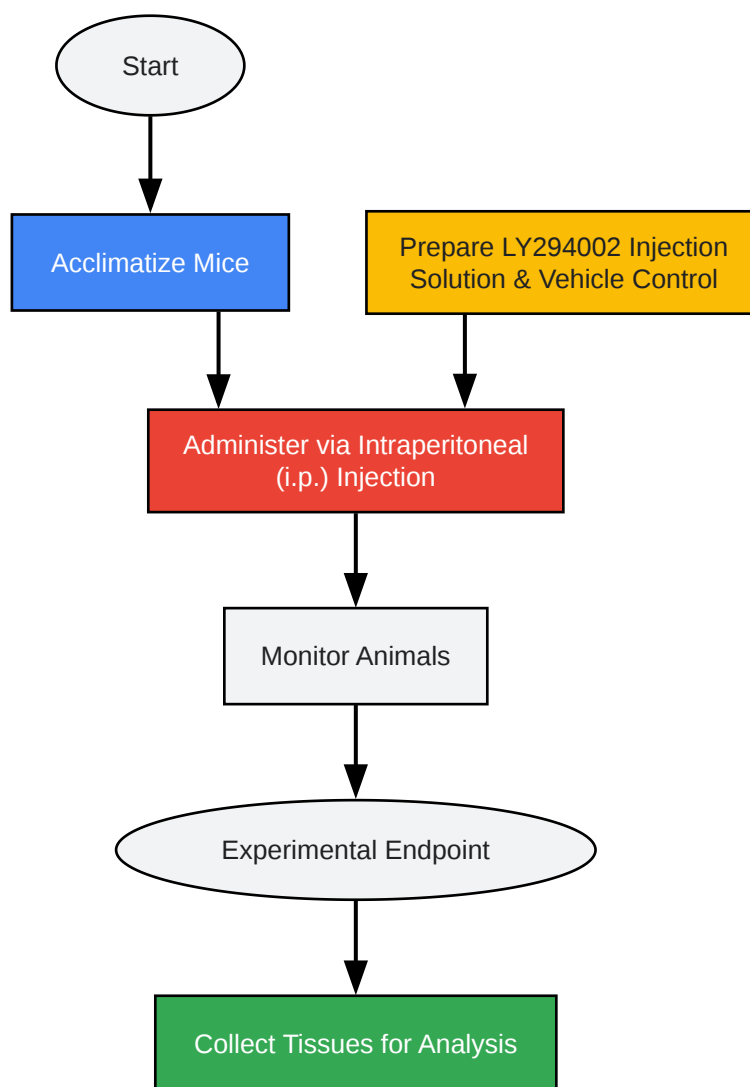 Start
Acclimatize Mice
Prepare LY294002 Injection
Solution & Vehicle Control
Administer via Intraperitoneal
(i.p.) Injection
Monitor Animals
Experimental Endpoint
Collect Tissues for Analysis